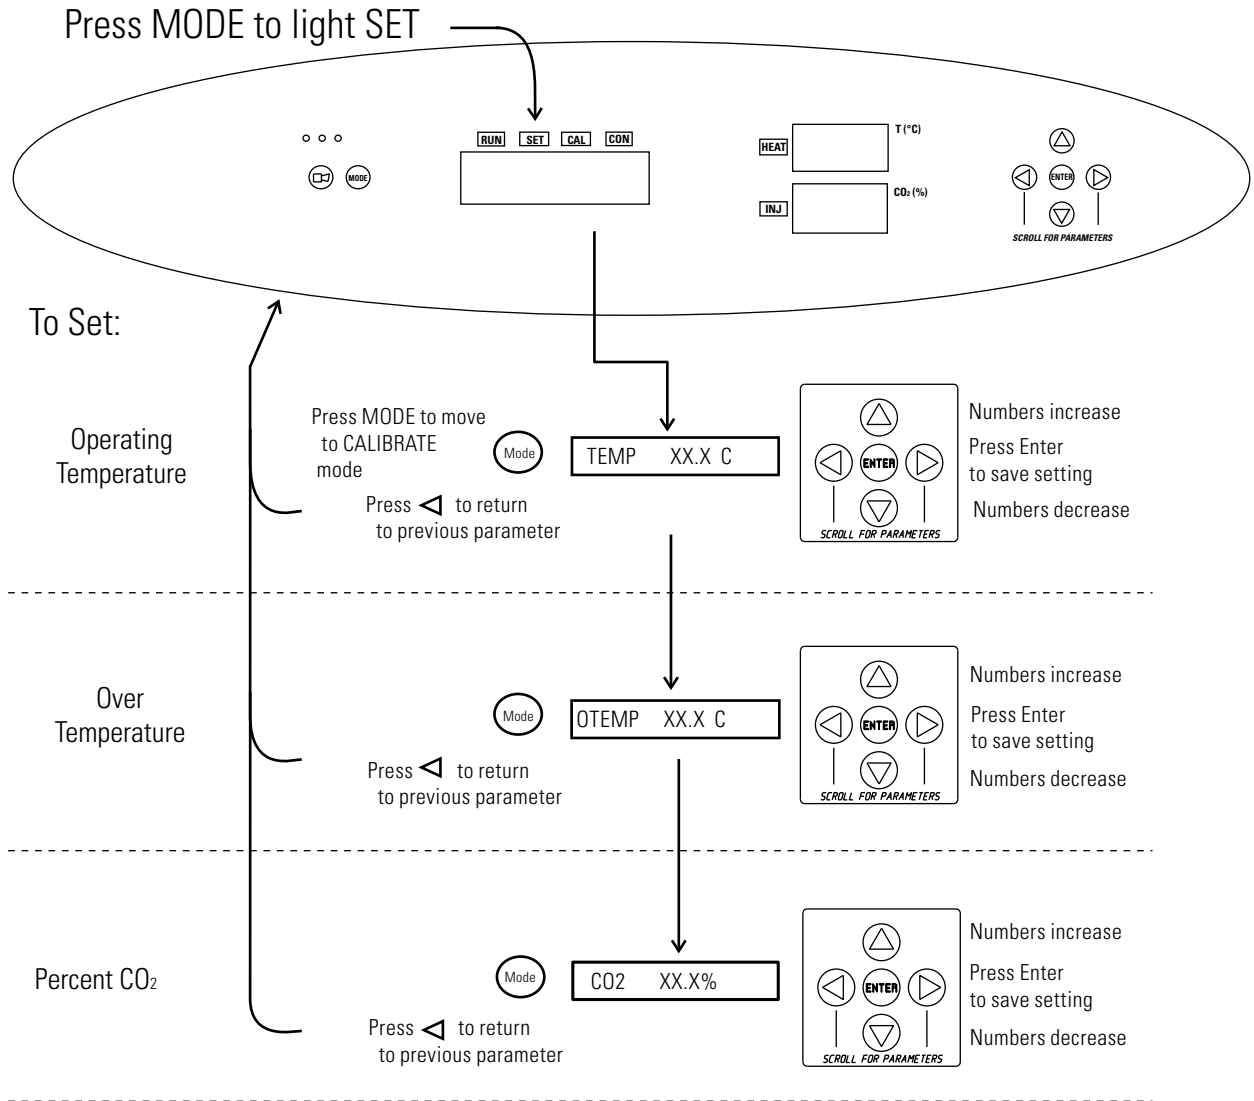 Press MODE to light SET
RUN SET CAL CON
MODE
HEAT
T (°C)
INJ
CO₂ (%)
ENTER
SCROLL FOR PARAMETERS
To Set:
Operating
Temperature
Press MODE to move
to CALIBRATE
mode
Mode
Press to return
to previous parameter
TEMP XX.X C
ENTER
SCROLL FOR PARAMETERS
Numbers increase
Press Enter
to save setting
Numbers decrease
Over
Temperature
Mode
Press to return
to previous parameter
OTEMP XX.X C
ENTER
SCROLL FOR PARAMETERS
Numbers increase
Press Enter
to save setting
Numbers decrease
Percent CO₂
Mode
Press to return
to previous parameter
CO2 XX.X%
ENTER
SCROLL FOR PARAMETERS
Numbers increase
Press Enter
to save setting
Numbers decrease